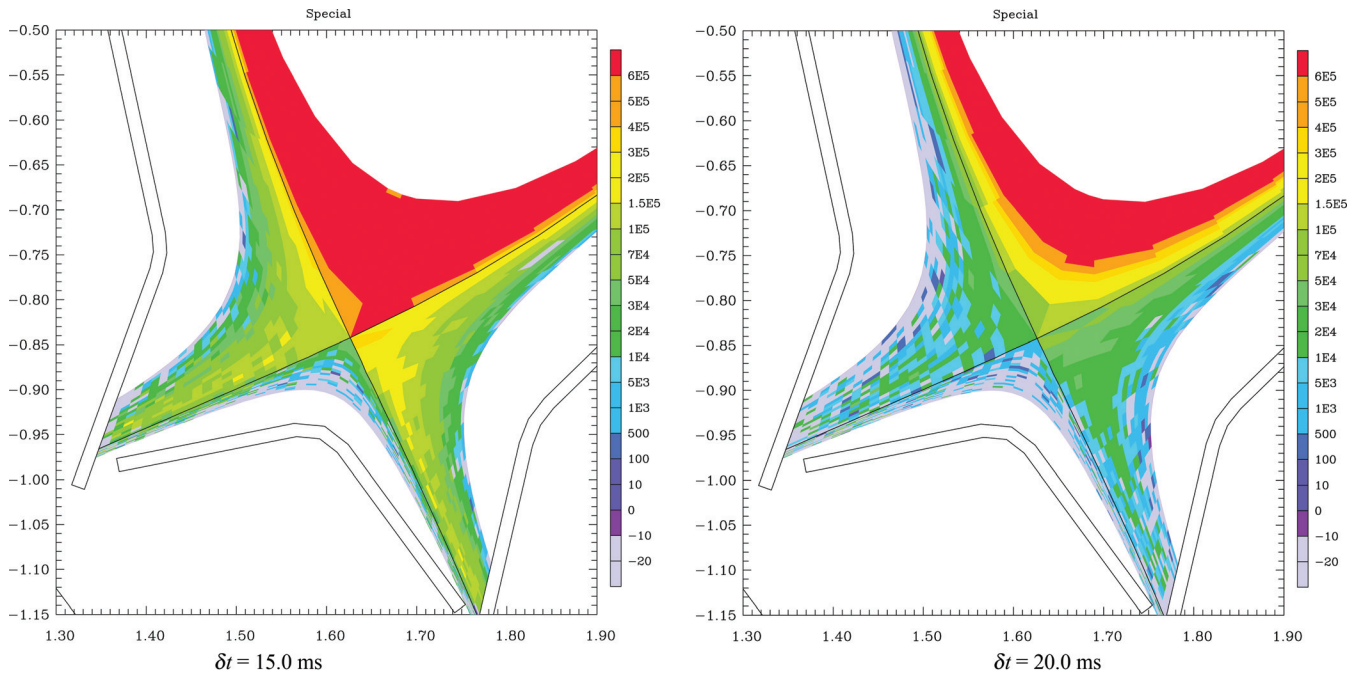 Special
−0.50
−0.55
−0.60
−0.65
−0.70
−0.75
−0.80
−0.85
−0.90
−0.95
−1.00
−1.05
−1.10
−1.15
1.30 1.40 1.50 1.60 1.70 1.80 1.90
6E5
5E5
4E5
3E5
2E5
1.5E5
1E5
7E4
5E4
3E4
2E4
1E4
5E3
1E3
500
100
10
0
−10
−20
δt = 15.0 ms
Special
−0.50
−0.55
−0.60
−0.65
−0.70
−0.75
−0.80
−0.85
−0.90
−0.95
−1.00
−1.05
−1.10
−1.15
1.30 1.40 1.50 1.60 1.70 1.80 1.90
6E5
5E5
4E5
3E5
2E5
1.5E5
1E5
7E4
5E4
3E4
2E4
1E4
5E3
1E3
500
100
10
0
−10
−20
δt = 20.0 ms